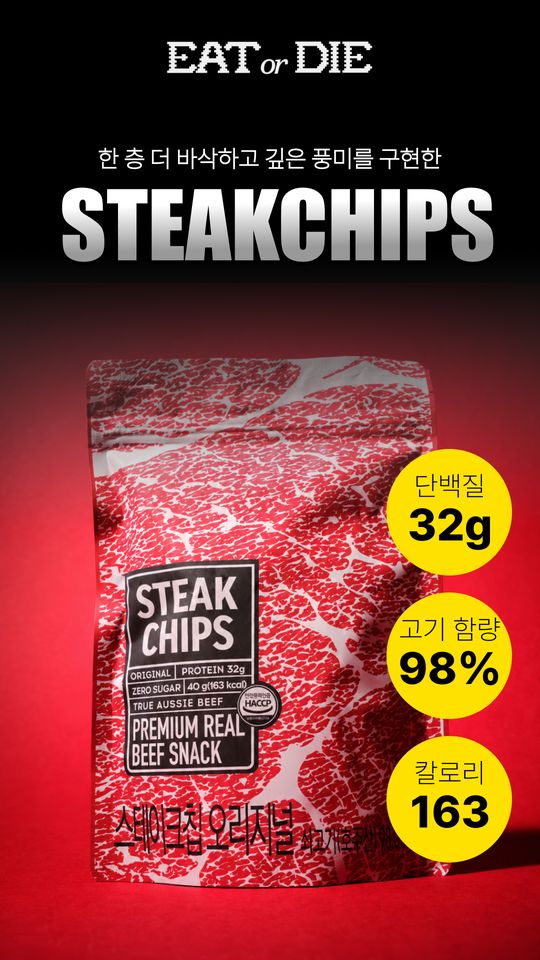 EAT or DIE
한 층 더 바삭하고 깊은 풍미를 구현한
STEAKCHIPS
단백질
32g
고기 함량
98%
칼로리
163
STEAK
CHIPS
ORIGINAL PROTEIN 32g
ZERO SUGAR 40 g(163 kcal)
TRUE AUSSIE BEEF
HACCP
PREMIUM REAL
BEEF SNACK
스테이크칩 오리지널